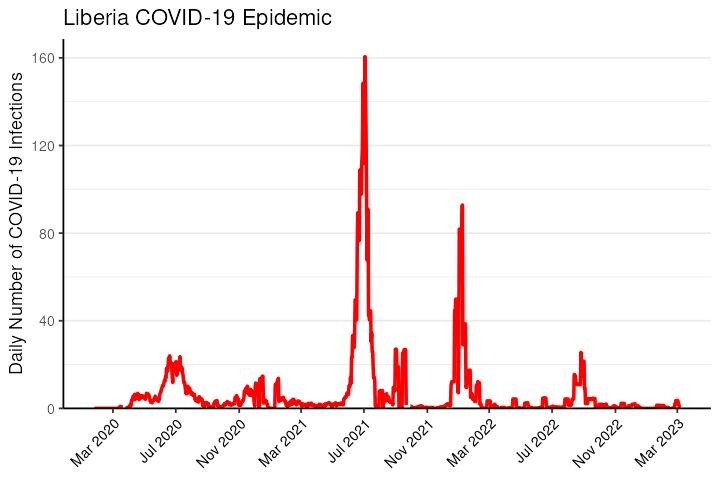 Liberia COVID-19 Epidemic
Daily Number of COVID-19 Infections
160
120
80
40
0
Mar 2020
Jul 2020
Nov 2020
Mar 2021
Jul 2021
Nov 2021
Mar 2022
Jul 2022
Nov 2022
Mar 2023